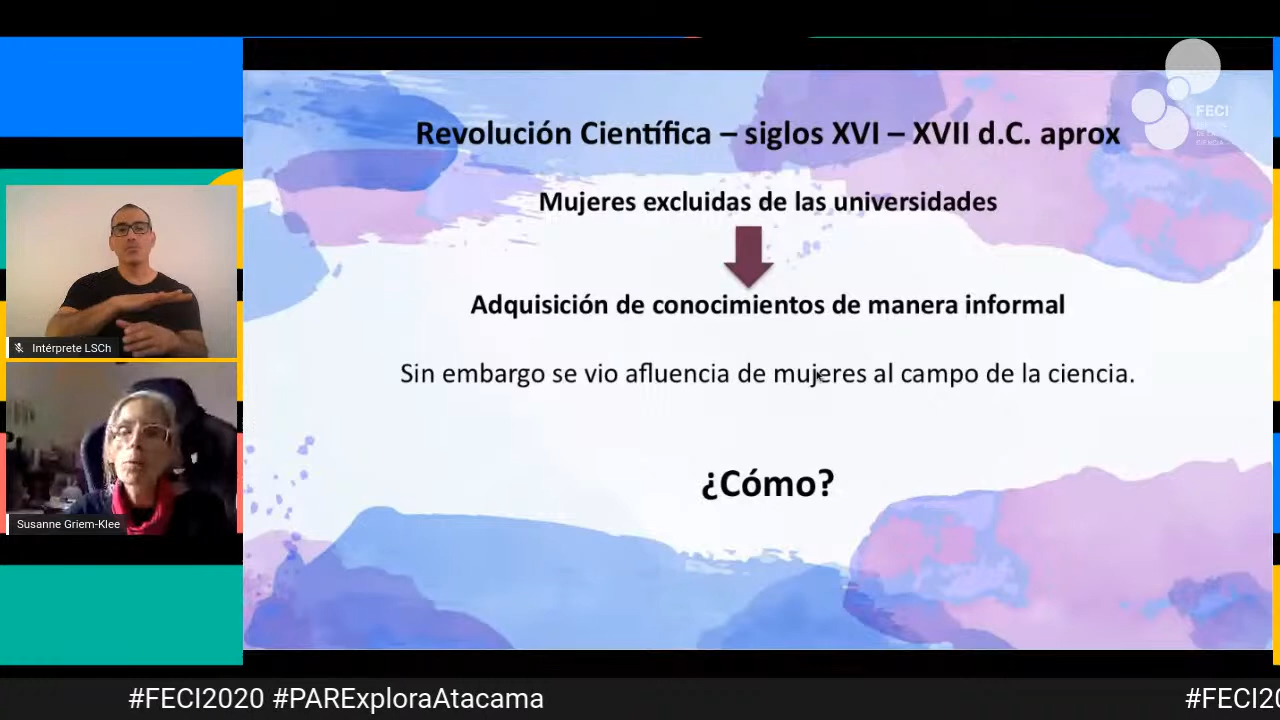 Revolución Científica – siglos XVI – XVII d.C. aprox
Mujeres excluidas de las universidades
Adquisición de conocimientos de manera informal
Sin embargo se vio afluencia de mujeres al campo de la ciencia.
¿Cómo?
FECI
Intérprete LSCh
Susanne Griem-Klee
#FECI2020 #PARExploraAtacama
#FECI20